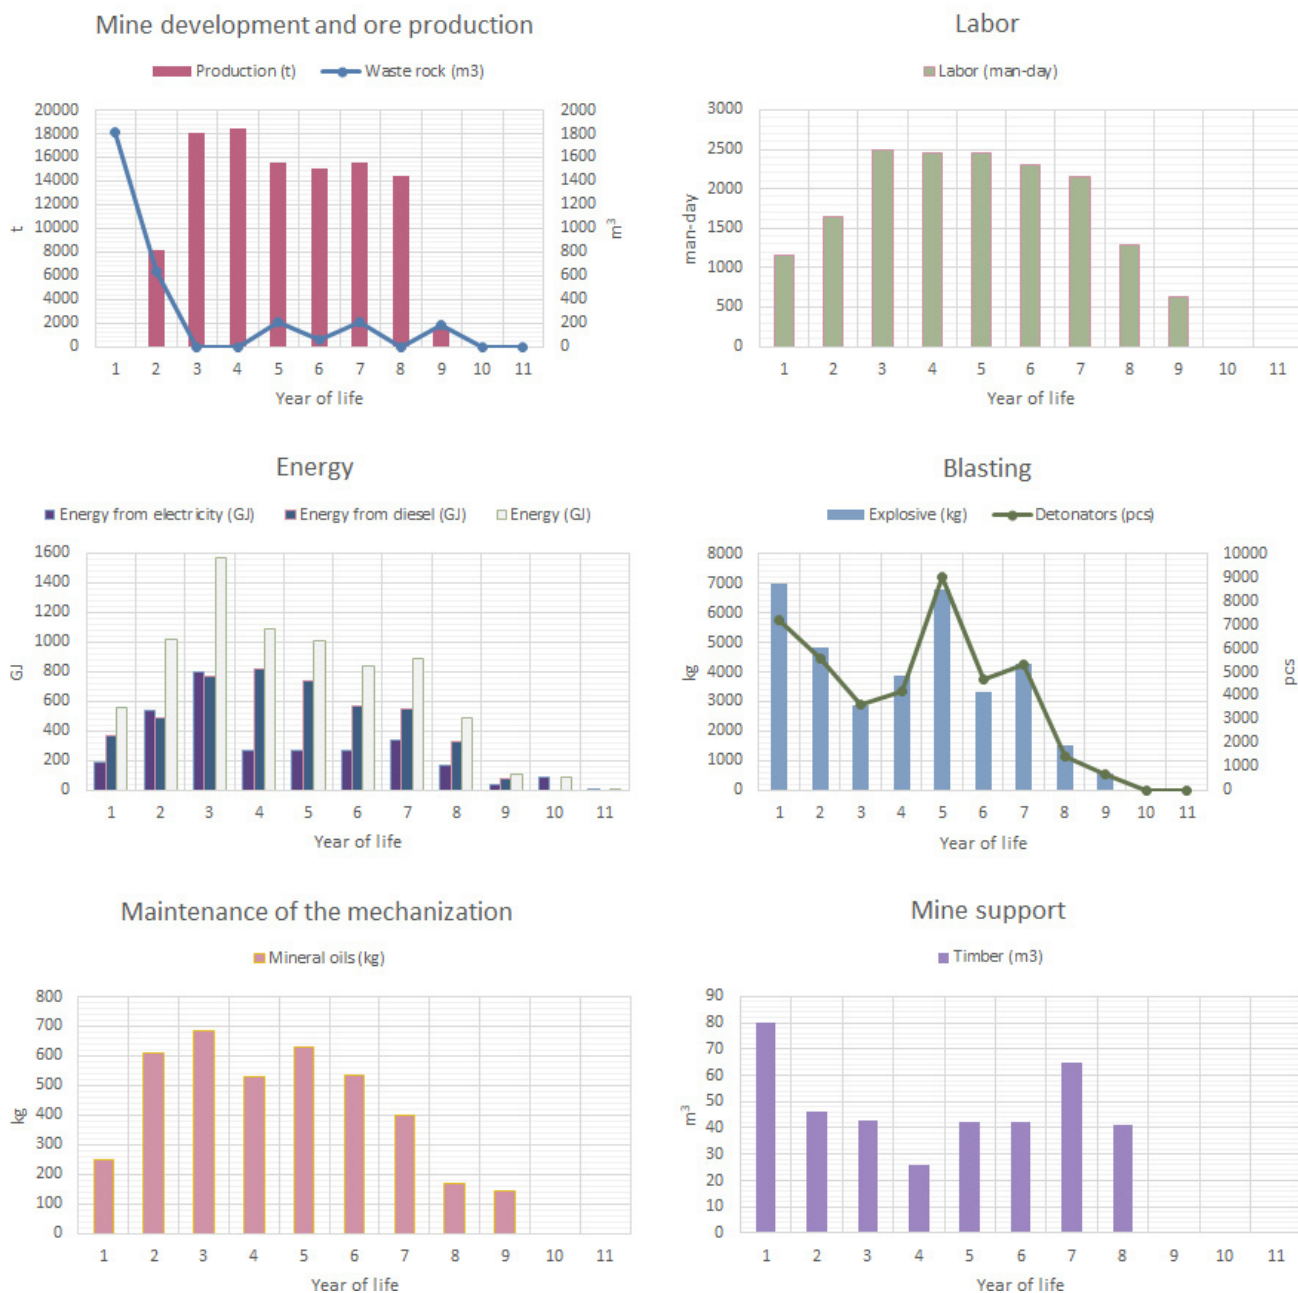 Mine development and ore production
Production (t) Waste rock (m3)
20000 2000
18000 1800
16000 1600
14000 1400
12000 1200
10000 1000
8000 800
6000 600
4000 400
2000 200
0 0
t
m³
1 2 3 4 5 6 7 8 9 10 11
Year of life
Labor
Labor (man-day)
3000
2500
2000
1500
1000
500
0
man-day
1 2 3 4 5 6 7 8 9 10 11
Year of life
Energy
Energy from electricity (GJ) Energy from diesel (GJ) Energy (GJ)
1600
1400
1200
1000
800
600
400
200
0
GJ
1 2 3 4 5 6 7 8 9 10 11
Year of life
Blasting
Explosive (kg) Detonators (pcs)
8000
7000
6000
5000
4000
3000
2000
1000
0
kg
10000
9000
8000
7000
6000
5000
4000
3000
2000
1000
0
pcs
1 2 3 4 5 6 7 8 9 10 11
Year of life
Maintenance of the mechanization
Mineral oils (kg)
800
700
600
500
400
300
200
100
0
kg
1 2 3 4 5 6 7 8 9 10 11
Year of life
Mine support
Timber (m3)
90
80
70
60
50
40
30
20
10
0
m³
1 2 3 4 5 6 7 8 9 10 11
Year of life